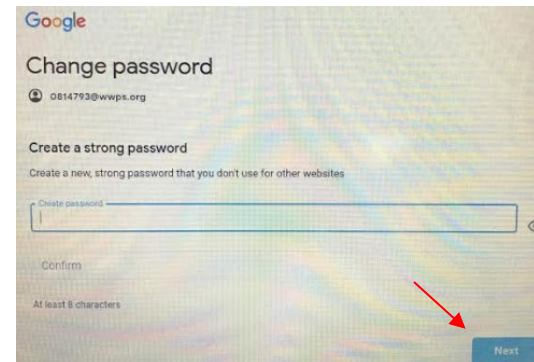 Google
Change password
0814793@wwps.org
Create a strong password
Create a new, strong password that you don't use for other websites
Create password
Confirm
At least 8 characters
Next